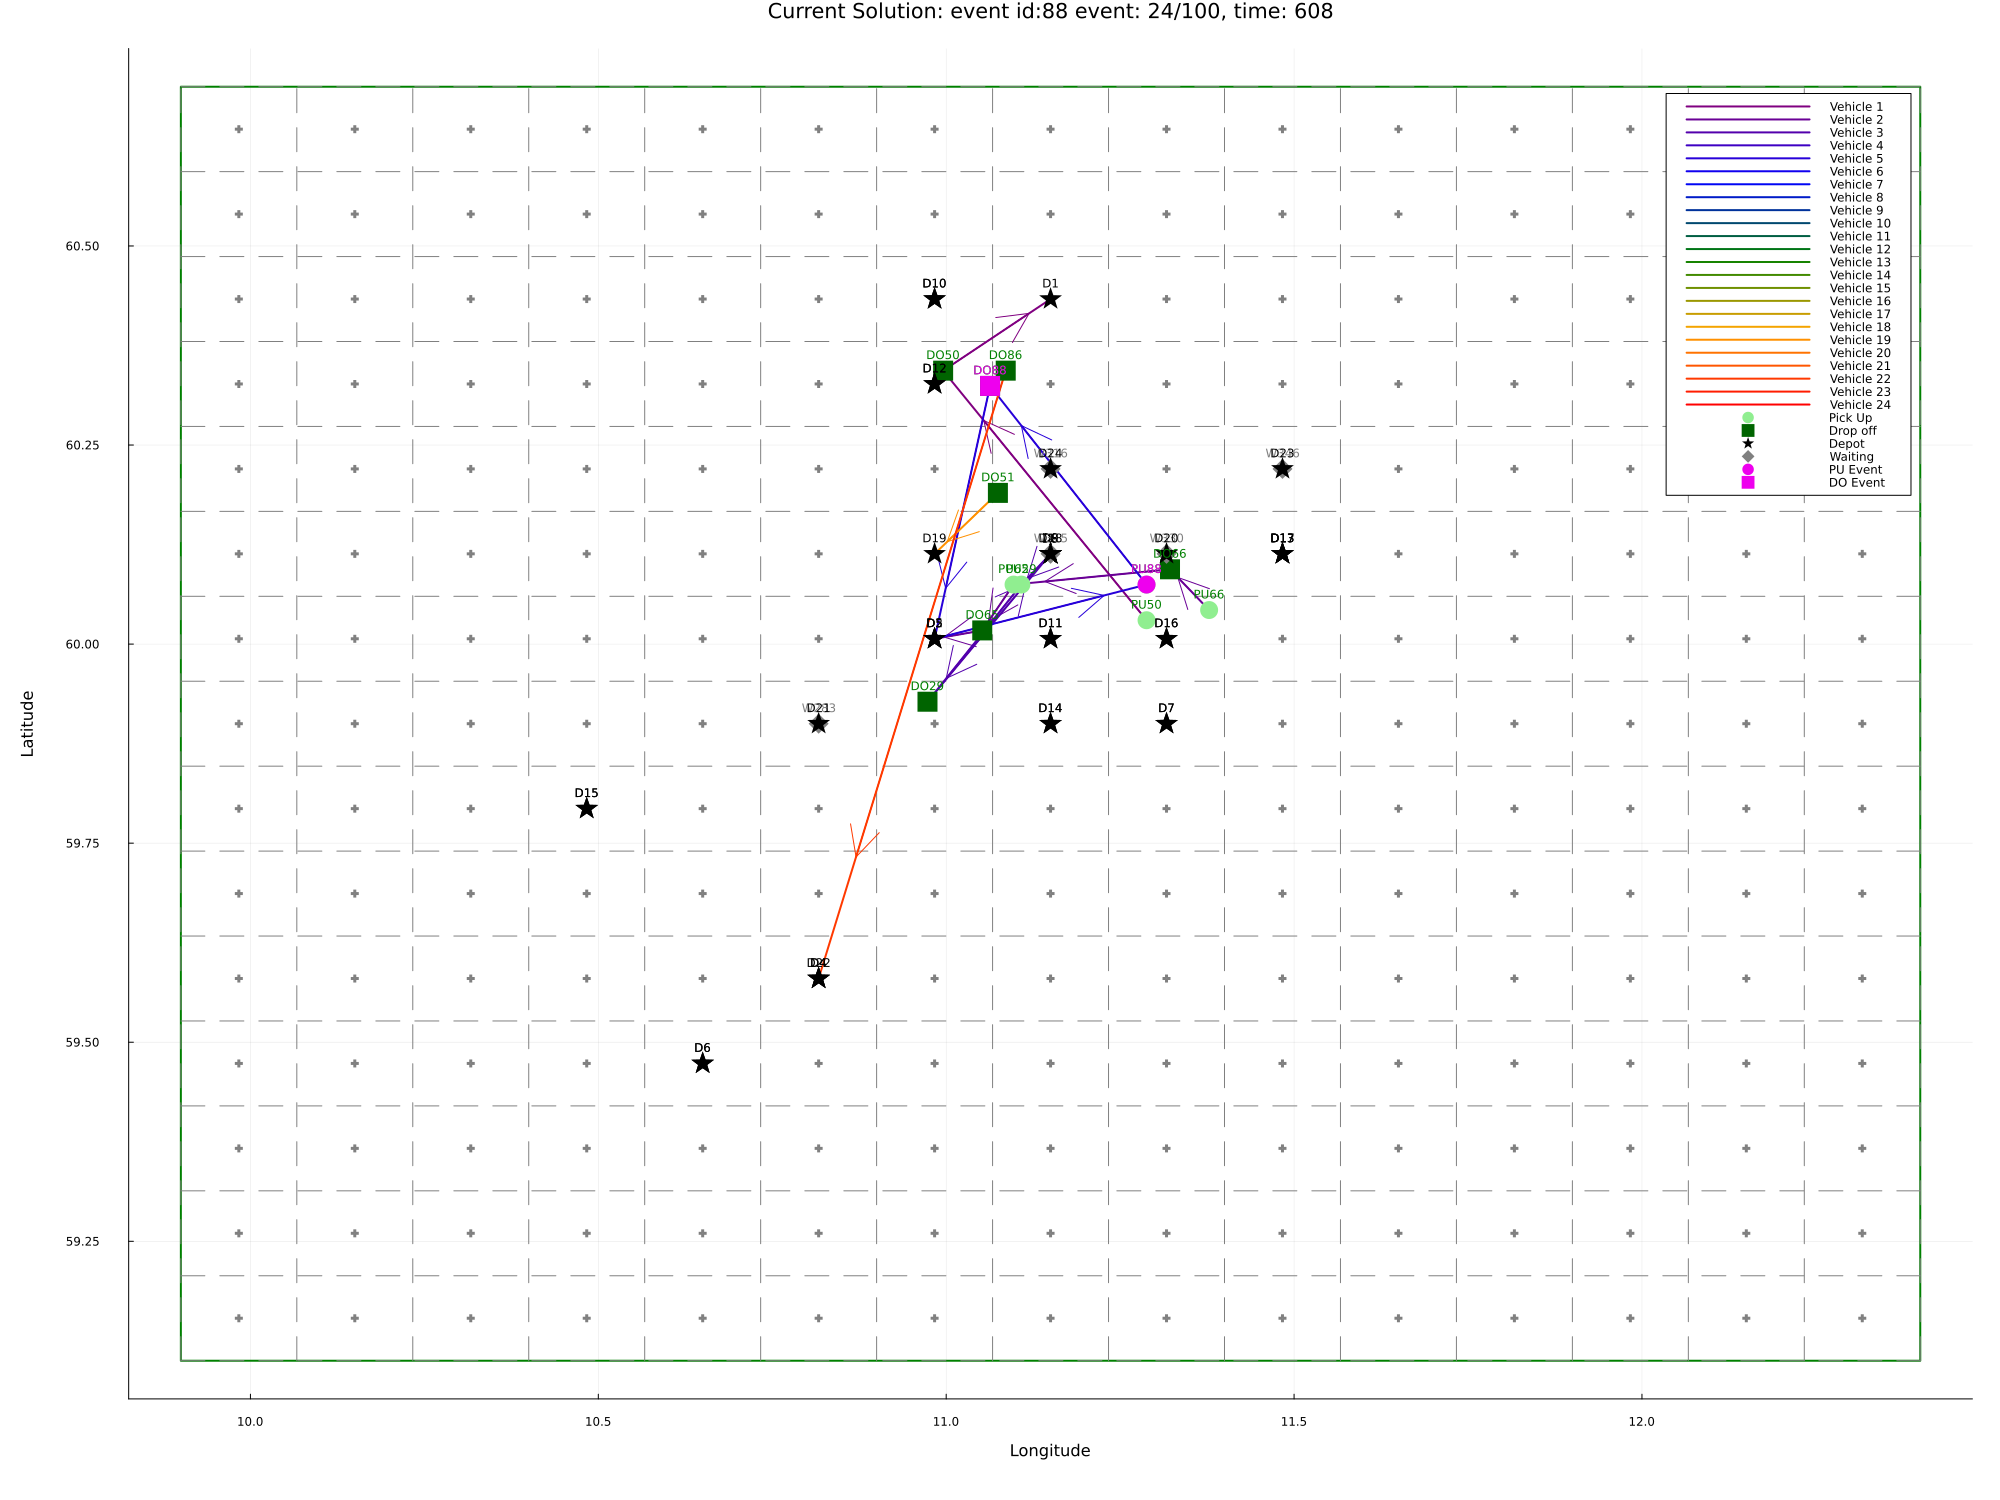 Current Solution: event id:88 event: 24/100, time: 608
Vehicle 1
Vehicle 2
Vehicle 3
Vehicle 4
Vehicle 5
Vehicle 6
Vehicle 7
Vehicle 8
Vehicle 9
Vehicle 10
Vehicle 11
Vehicle 12
Vehicle 13
Vehicle 14
Vehicle 15
Vehicle 16
Vehicle 17
Vehicle 18
Vehicle 19
Vehicle 20
Vehicle 21
Vehicle 22
Vehicle 23
Vehicle 24
Pick Up
Drop off
Depot
Waiting
PU Event
DO Event
60.50
60.25
60.00
59.75
59.50
59.25
Latitude
D10
D1
DO50
DO86
D12
DO88
D24
D23
DO51
D19
D20
D13
PU88
PU66
PU50
D11
D16
DO29
D21
D14
D7
D15
D6
10.0
10.5
11.0
11.5
12.0
Longitude